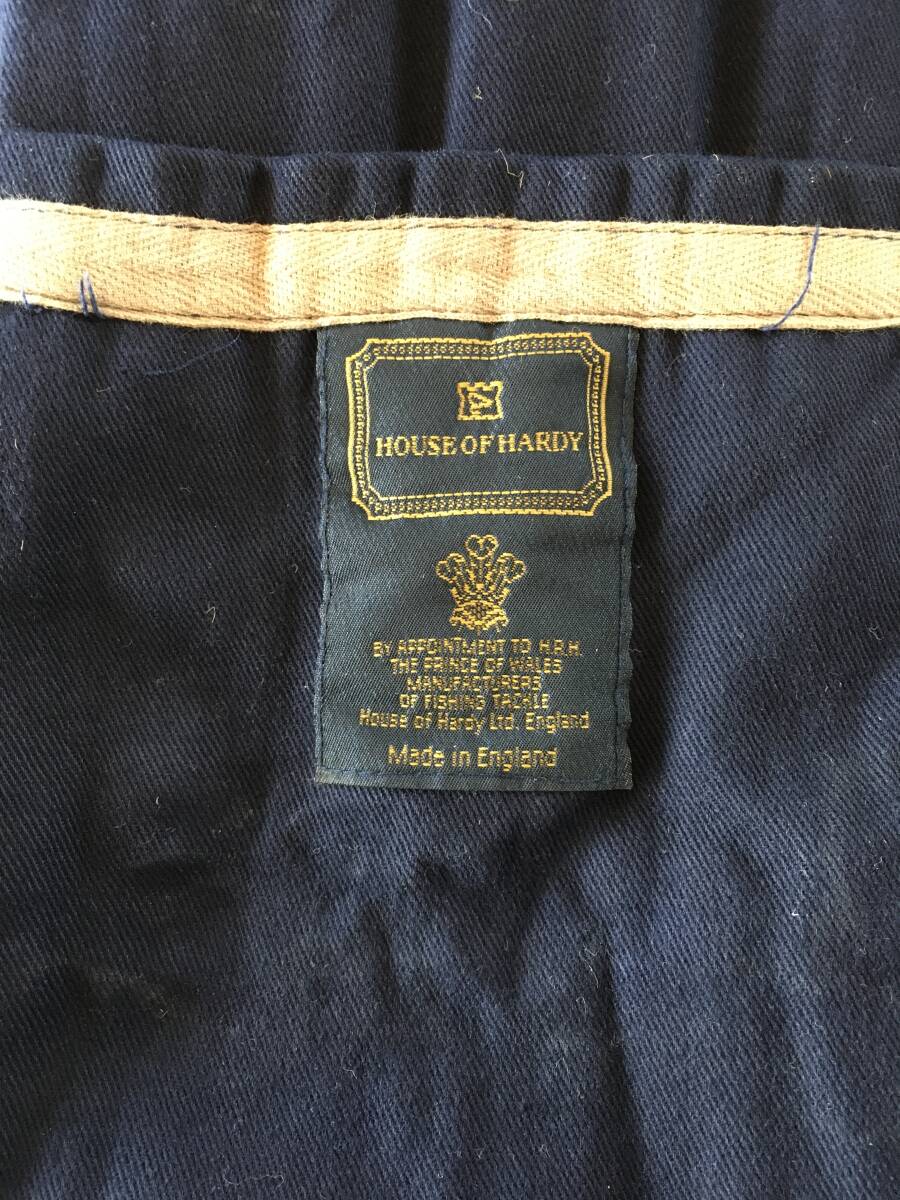 HOUSE OF HARDY
BY APPOINTMENT TO H.R.H.
THE PRINCE OF WALES
MANUFACTURERS
OF FISHING TACKLE
House of Hardy Ltd. England
Made in England